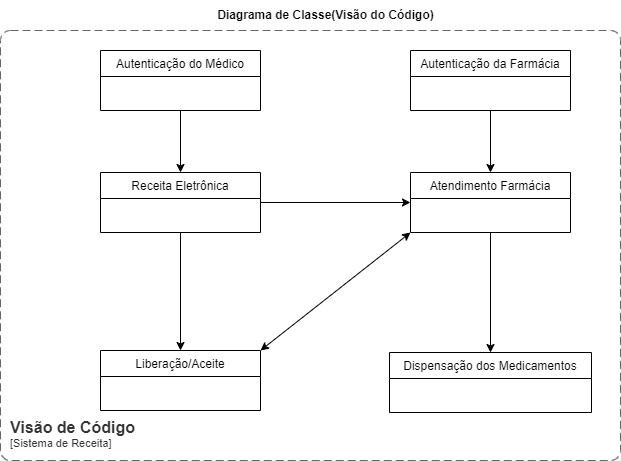 Diagrama de Classe(Visão do Código)
Autenticação do Médico
Autenticação da Farmácia
Receita Eletrônica
Atendimento Farmácia
Liberação/Aceite
Dispensação dos Medicamentos
Visão de Código
[Sistema de Receita]